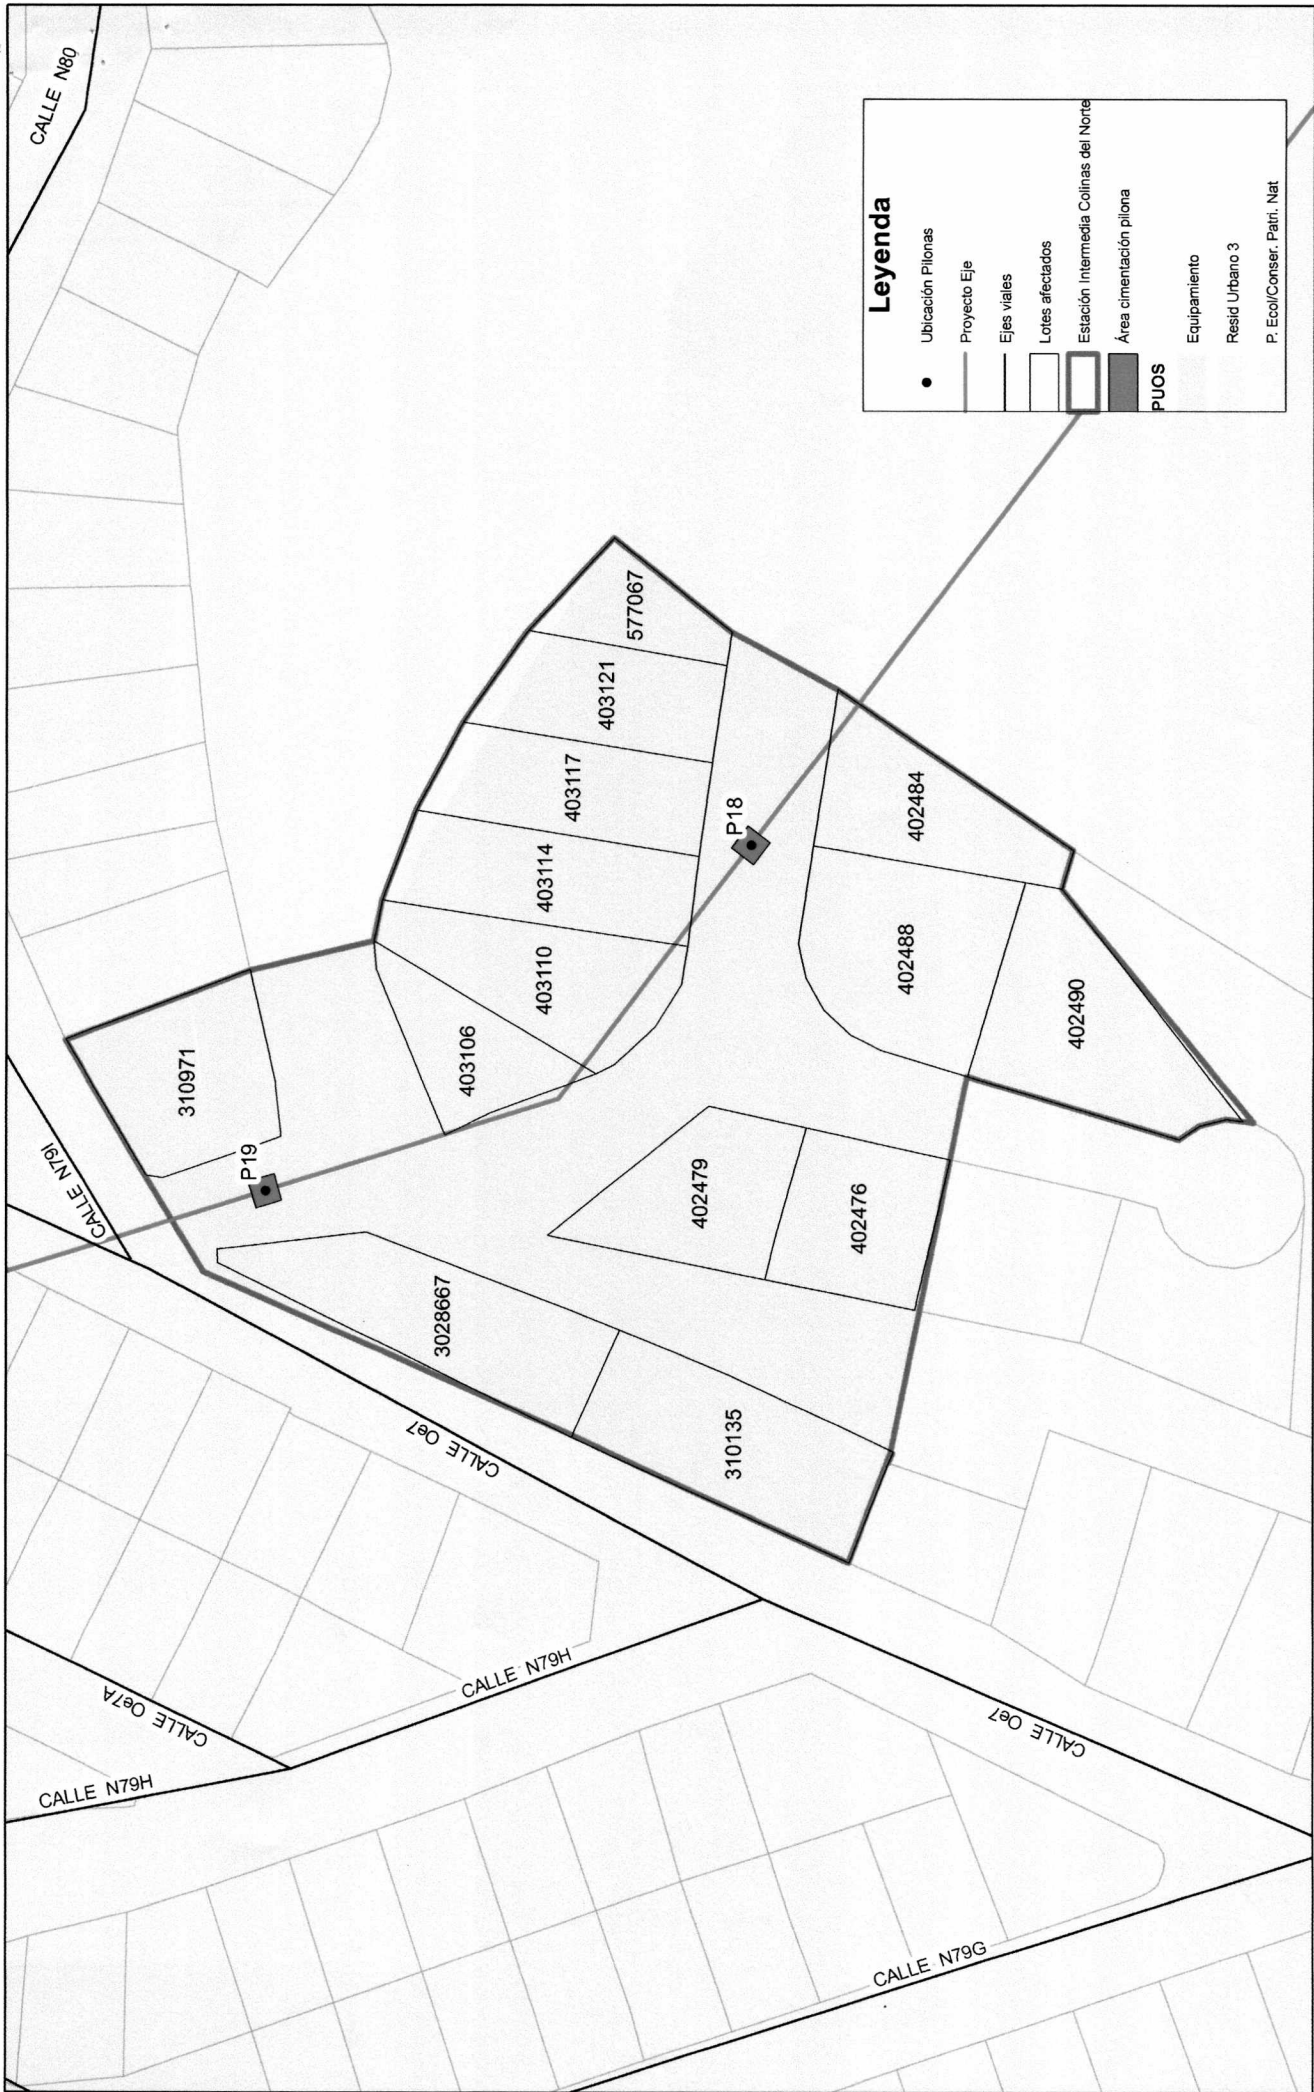 CALLE N80
CALLE N79I
CALLE Oe7
CALLE Oe7A
CALLE N79H
CALLE N79H
CALLE Oe7
CALLE N79G
310971
P19
3028667
310135
402479
402476
403106
403110
403114
403117
403121
577067
P18
402484
402488
402490
Leyenda
Ubicación Pilonas
Proyecto Eje
Ejes viales
Lotes afectados
Estación Intermedia Colinas del Norte
Área cimentación pilona
PUOS
Equipamiento
Resid Urbano 3
P. Ecol/Conser. Patri. Nat